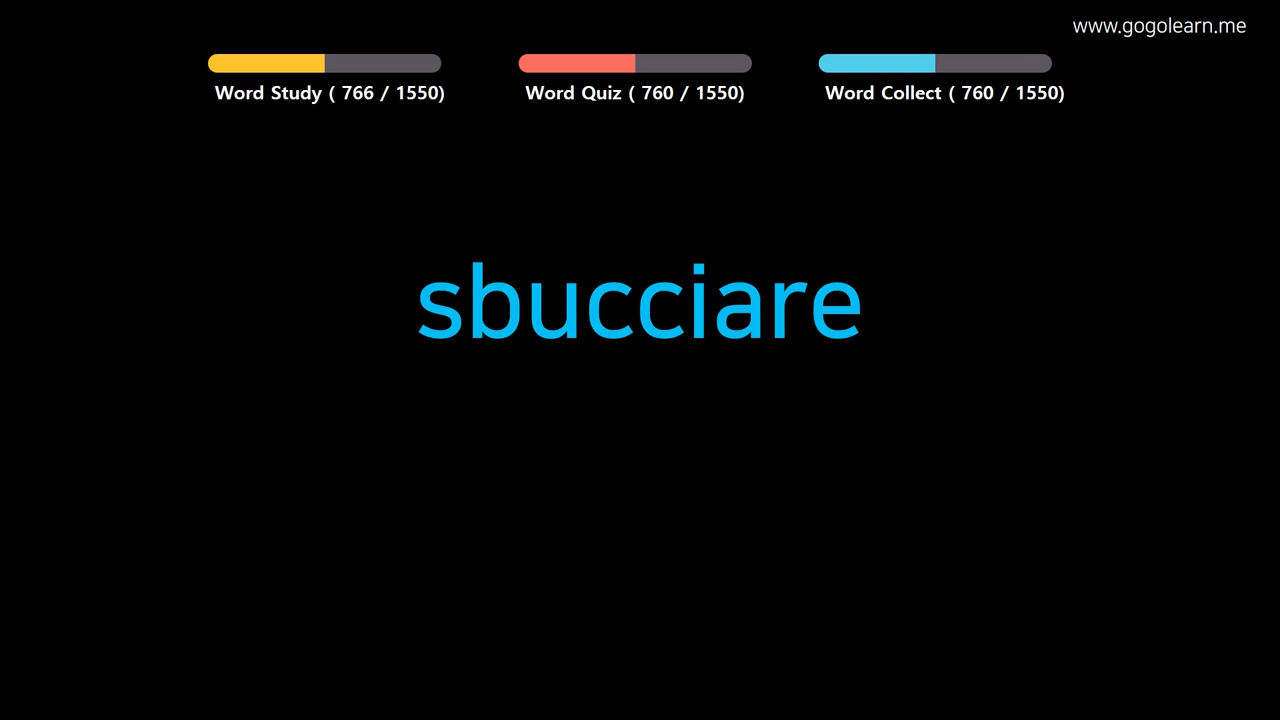 www.gogolearn.me
Word Study ( 766 / 1550)
Word Quiz ( 760 / 1550)
Word Collect ( 760 / 1550)
sbucciare